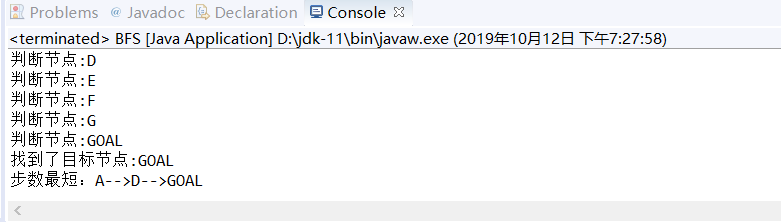 Problems @ Javadoc Declaration Console
<terminated> BFS [Java Application] D:\jdk-11\bin\javaw.exe (2019年10月12日 下午7:27:58)
判断节点:D
判断节点:E
判断节点:F
判断节点:G
判断节点:GOAL
找到了目标节点:GOAL
步数最短：A-->D-->GOAL